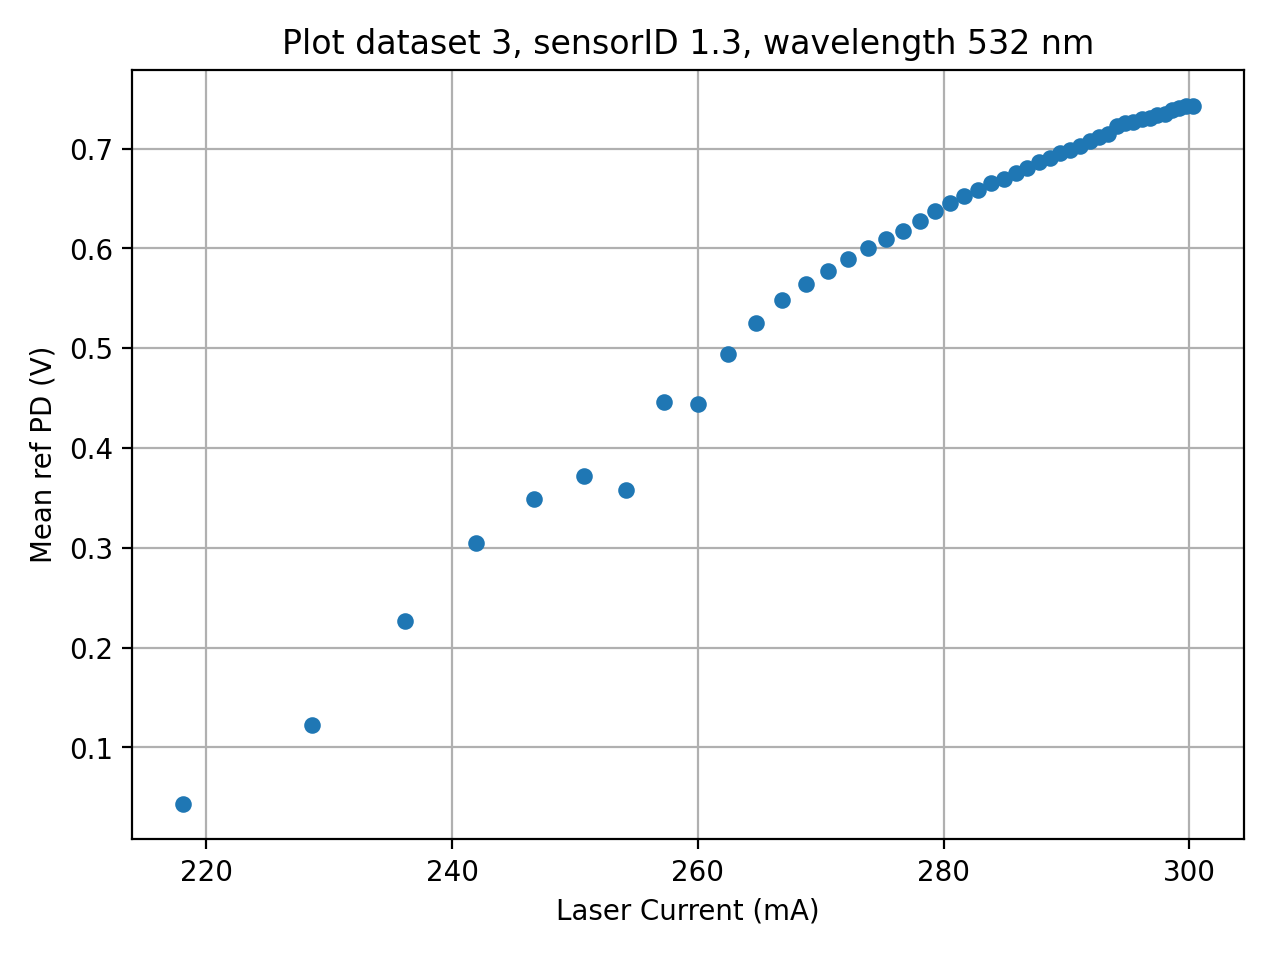 Plot dataset 3, sensorID 1.3, wavelength 532 nm
Mean ref PD (V)
0.7
0.6
0.5
0.4
0.3
0.2
0.1
220 240 260 280 300
Laser Current (mA)